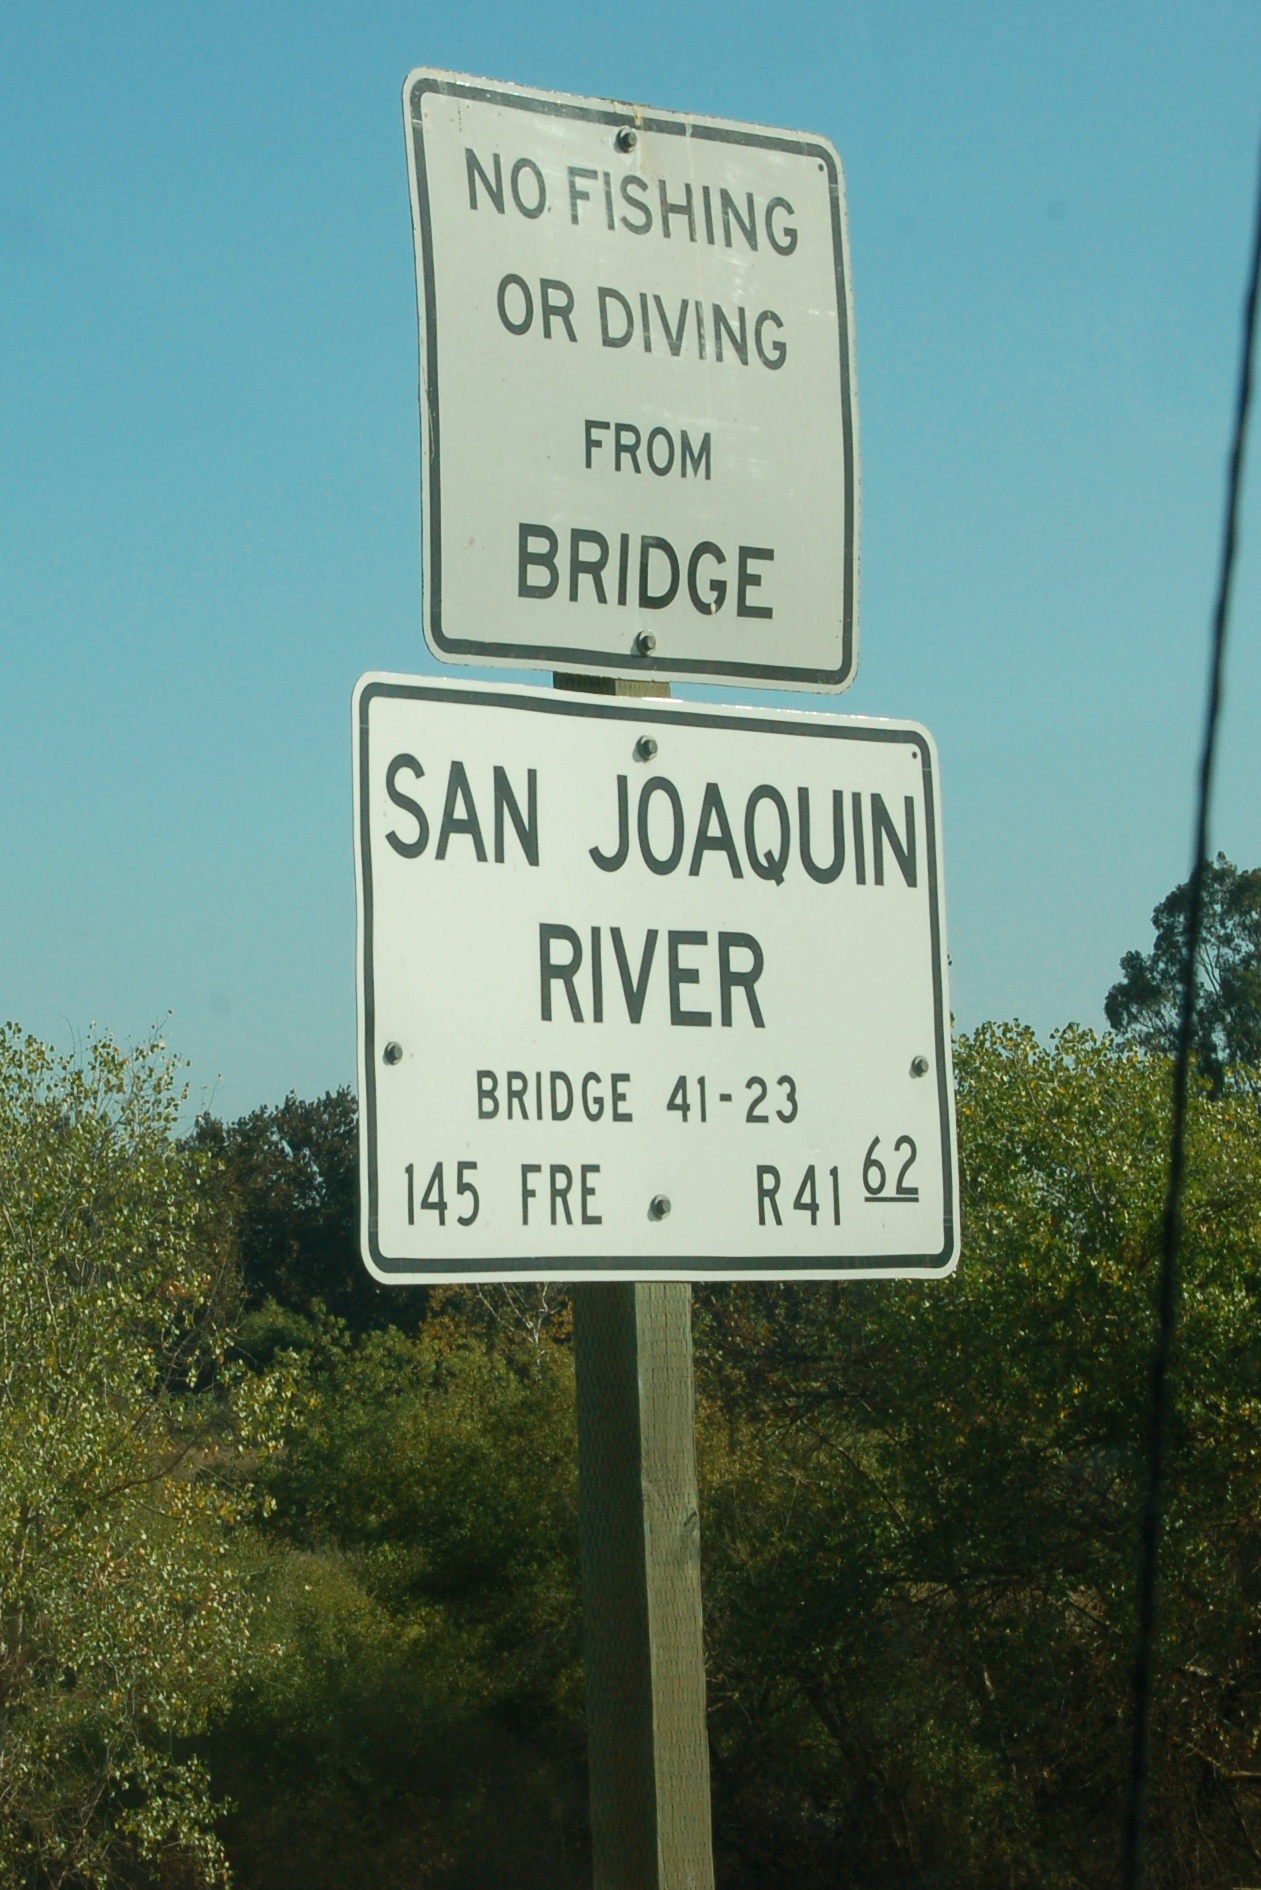 NO FISHING
OR DIVING
FROM
BRIDGE
SAN JOAQUIN
RIVER
BRIDGE 41-23
145 FRE R41 62